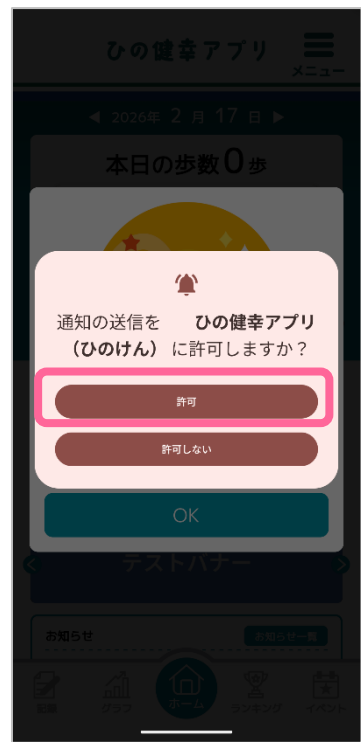 ひの健幸アプリ
メニュー
◀ 2026年 2 月 17 日 ▶
本日の歩数0歩
通知の送信を ひの健幸アプリ
（ひのけん）に許可しますか？
許可
許可しない
OK
テストバナー
お知らせ
お知らせ一覧
記録 グラフ ホーム ランキング イベント